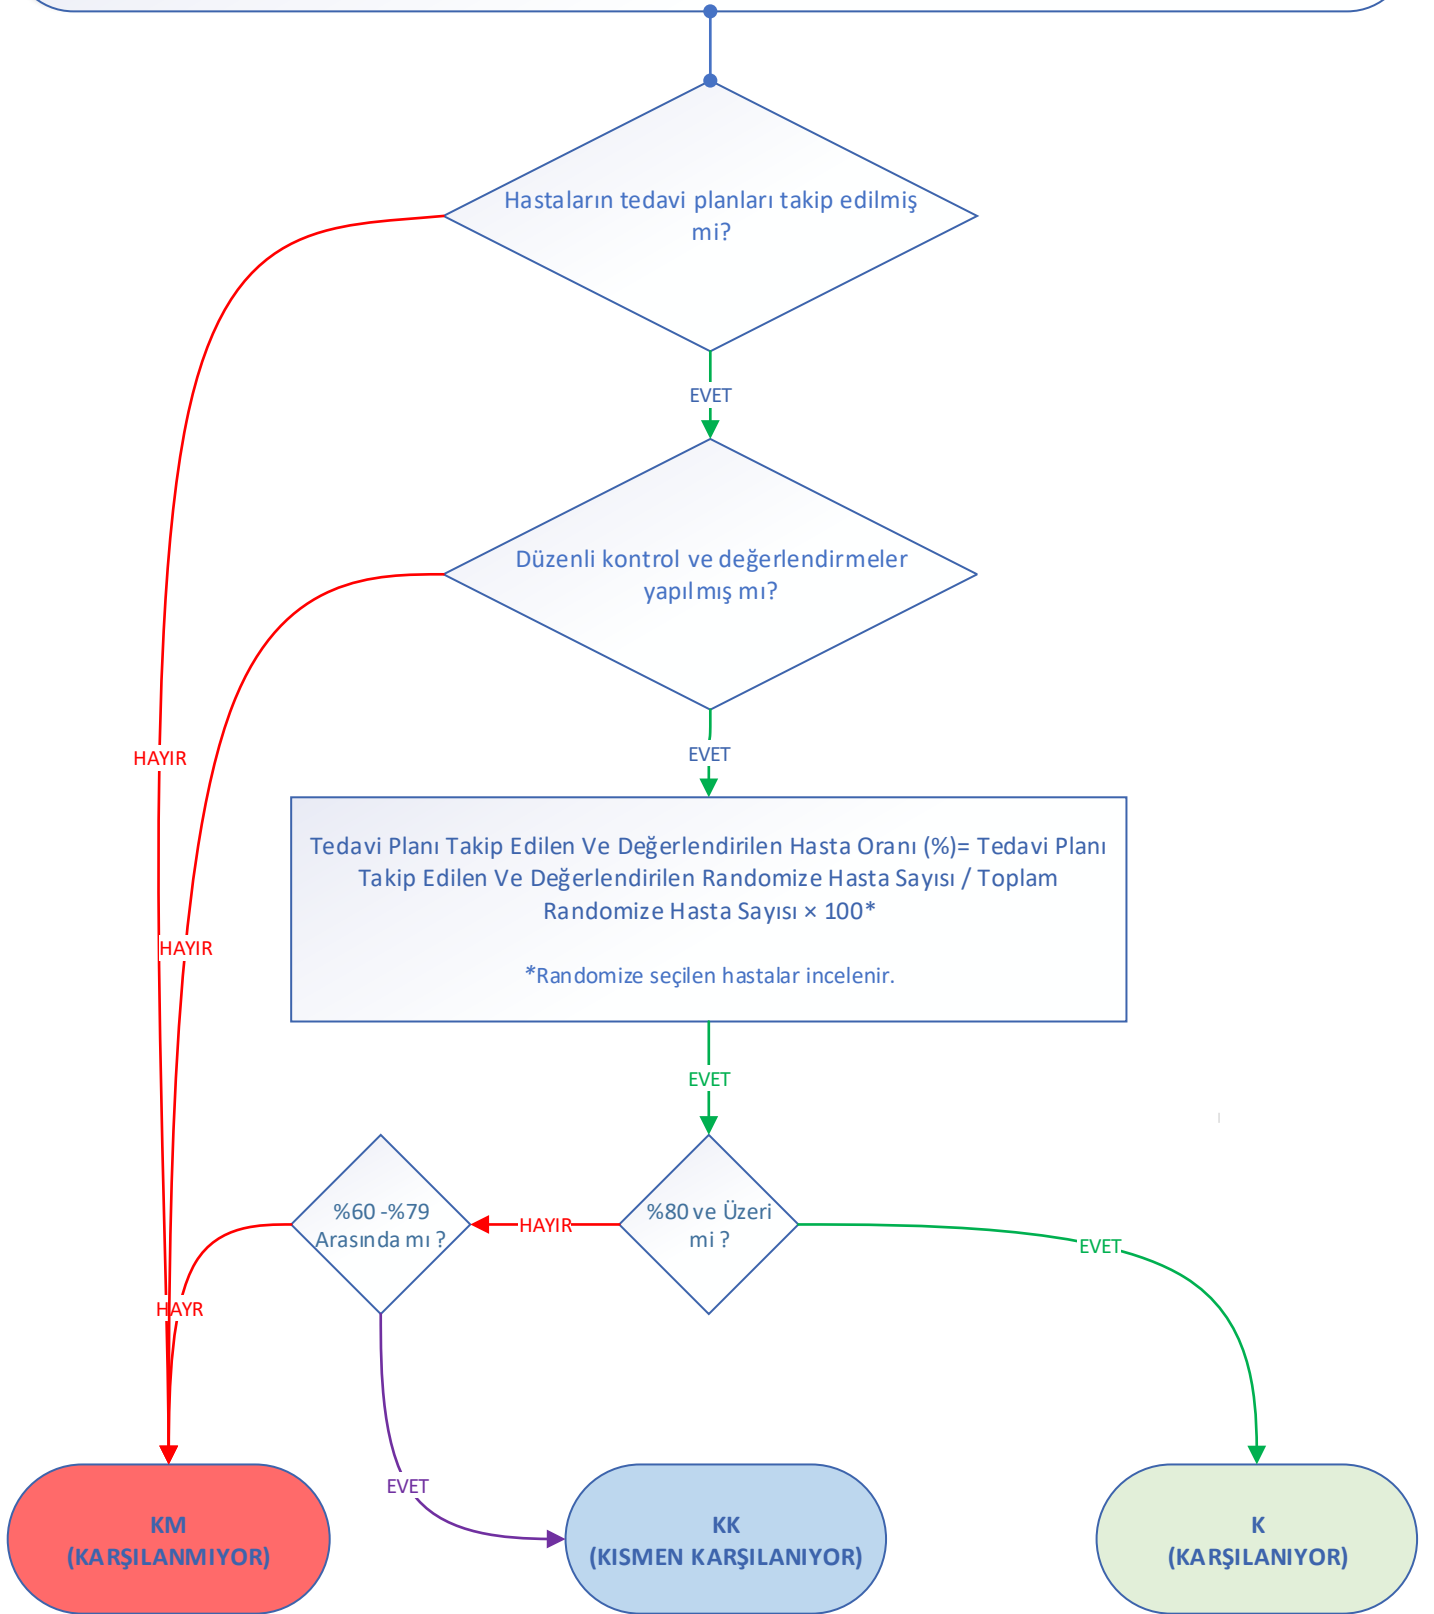 Hastaların tedavi planları takip edilmiş
mi?
EVET
Düzenli kontrol ve değerlendirmeler
yapılmış mı?
EVET
HAYIR
Tedavi Planı Takip Edilen Ve Değerlendirilen Hasta Oranı (%)= Tedavi Planı
Takip Edilen Ve Değerlendirilen Randomize Hasta Sayısı / Toplam
Randomize Hasta Sayısı × 100*
HAYIR
*Randomize seçilen hastalar incelenir.
EVET
%60 -%79
Arasında mı ?
HAYIR
%80 ve Üzeri
mi ?
EVET
HAYR
EVET
KM
(KARŞILANMIYOR)
KK
(KISMEN KARŞILANIYOR)
K
(KARŞILANIYOR)